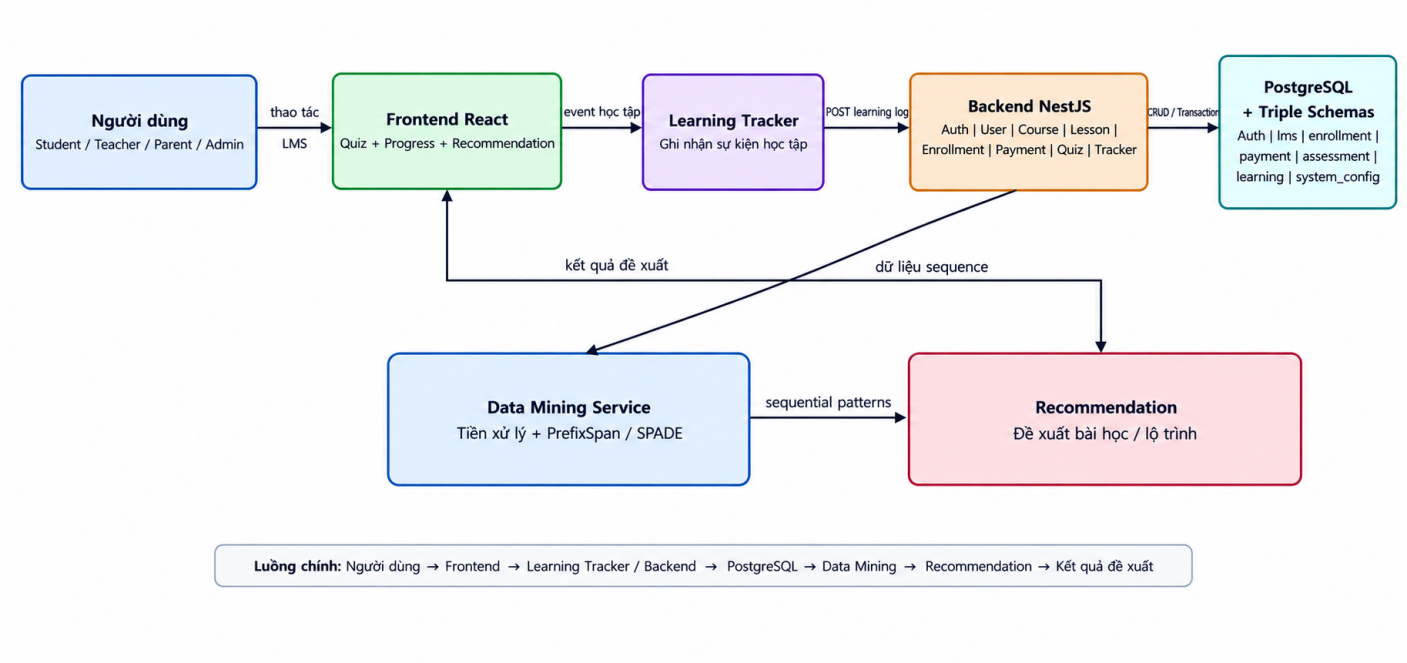 Người dùng
Student / Teacher / Parent / Admin
thao tác
LMS
Frontend React
Quiz + Progress + Recommendation
event học tập
Learning Tracker
Ghi nhận sự kiện học tập
POST learning log
Backend NestJS
Auth | User | Course | Lesson |
Enrollment | Payment | Quiz | Tracker
CRUD / Transaction
PostgreSQL
+ Triple Schemas
Auth | lms | enrollment |
payment | assessment |
learning | system_config
kết quả đề xuất
dữ liệu sequence
Data Mining Service
Tiền xử lý + PrefixSpan / SPADE
sequential patterns
Recommendation
Đề xuất bài học / lộ trình
Luồng chính: Người dùng → Frontend → Learning Tracker / Backend → PostgreSQL → Data Mining → Recommendation → Kết quả đề xuất